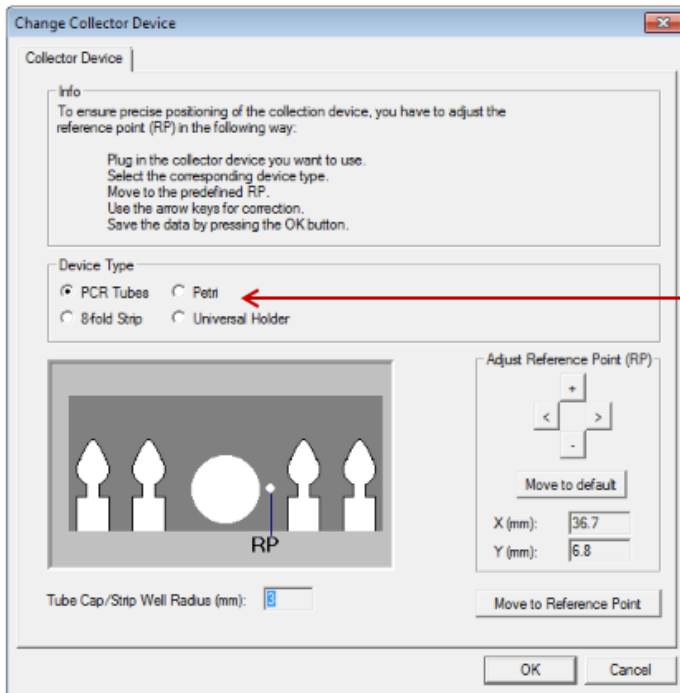 Change Collector Device
Collector Device
Info
To ensure precise positioning of the collection device, you have to adjust the
reference point (RP) in the following way:
Plug in the collector device you want to use.
Select the corresponding device type.
Move to the predefined RP.
Use the arrow keys for correction.
Save the data by pressing the OK button.
Device Type
PCR Tubes Petri
8-fold Strip Universal Holder
Adjust Reference Point (RP)
+
< >
-
Move to default
X (mm): 36.7
Y (mm): 6.8
RP
Tube Cap/Strip Well Radius (mm): 3
Move to Reference Point
OK Cancel